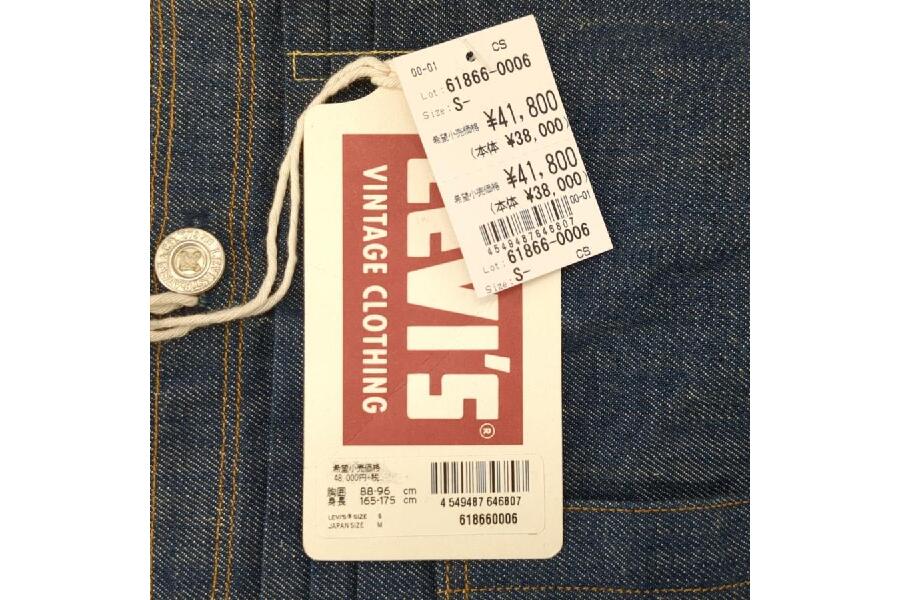 00-01
CS
Lot: 61866-0006
Size: S-
希望小売価格 ¥41,800
(本体 ¥38,000)
希望小売価格 ¥41,800
(本体 ¥38,000)
00-01
4549487646807
Lot: 61866-0006
Size: S-
CS
LEVI'S®
VINTAGE CLOTHING
希望小売価格
48,000円+税
胸囲 88-96 cm
身長 165-175 cm
LEVI'S® SIZE S
JAPAN SIZE M
4 549487 646807
618660006